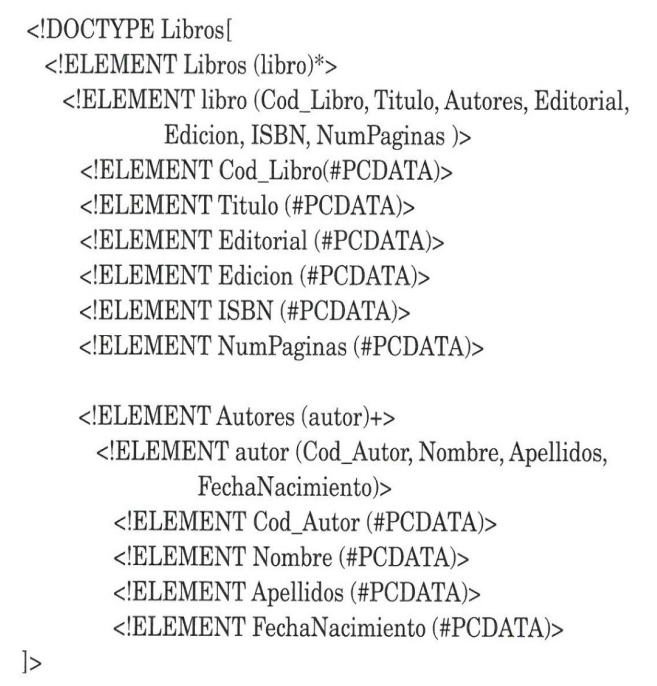 <!DOCTYPE Libros[
<!ELEMENT Libros (libro)*>
<!ELEMENT libro (Cod_Libro, Titulo, Autores, Editorial,
Edicion, ISBN, NumPaginas )>
<!ELEMENT Cod_Libro(#PCDATA)>
<!ELEMENT Titulo (#PCDATA)>
<!ELEMENT Editorial (#PCDATA)>
<!ELEMENT Edicion (#PCDATA)>
<!ELEMENT ISBN (#PCDATA)>
<!ELEMENT NumPaginas (#PCDATA)>
<!ELEMENT Autores (autor)+>
<!ELEMENT autor (Cod_Autor, Nombre, Apellidos,
FechaNacimiento)>
<!ELEMENT Cod_Autor (#PCDATA)>
<!ELEMENT Nombre (#PCDATA)>
<!ELEMENT Apellidos (#PCDATA)>
<!ELEMENT FechaNacimiento (#PCDATA)>
]>